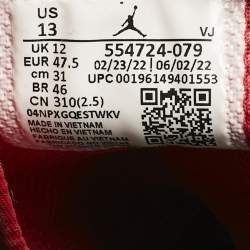 US
13
VJ
UK 12
EUR 47.5
cm 31
BR 46
CN 310(2.5)
554724-079
02/23/22 06/02/22
UPC 00196149401553
04NPXGQESTWKV
MADE IN VIETNAM
HECHO EN VIETNAM
FABRIQUE AU VIETNAM